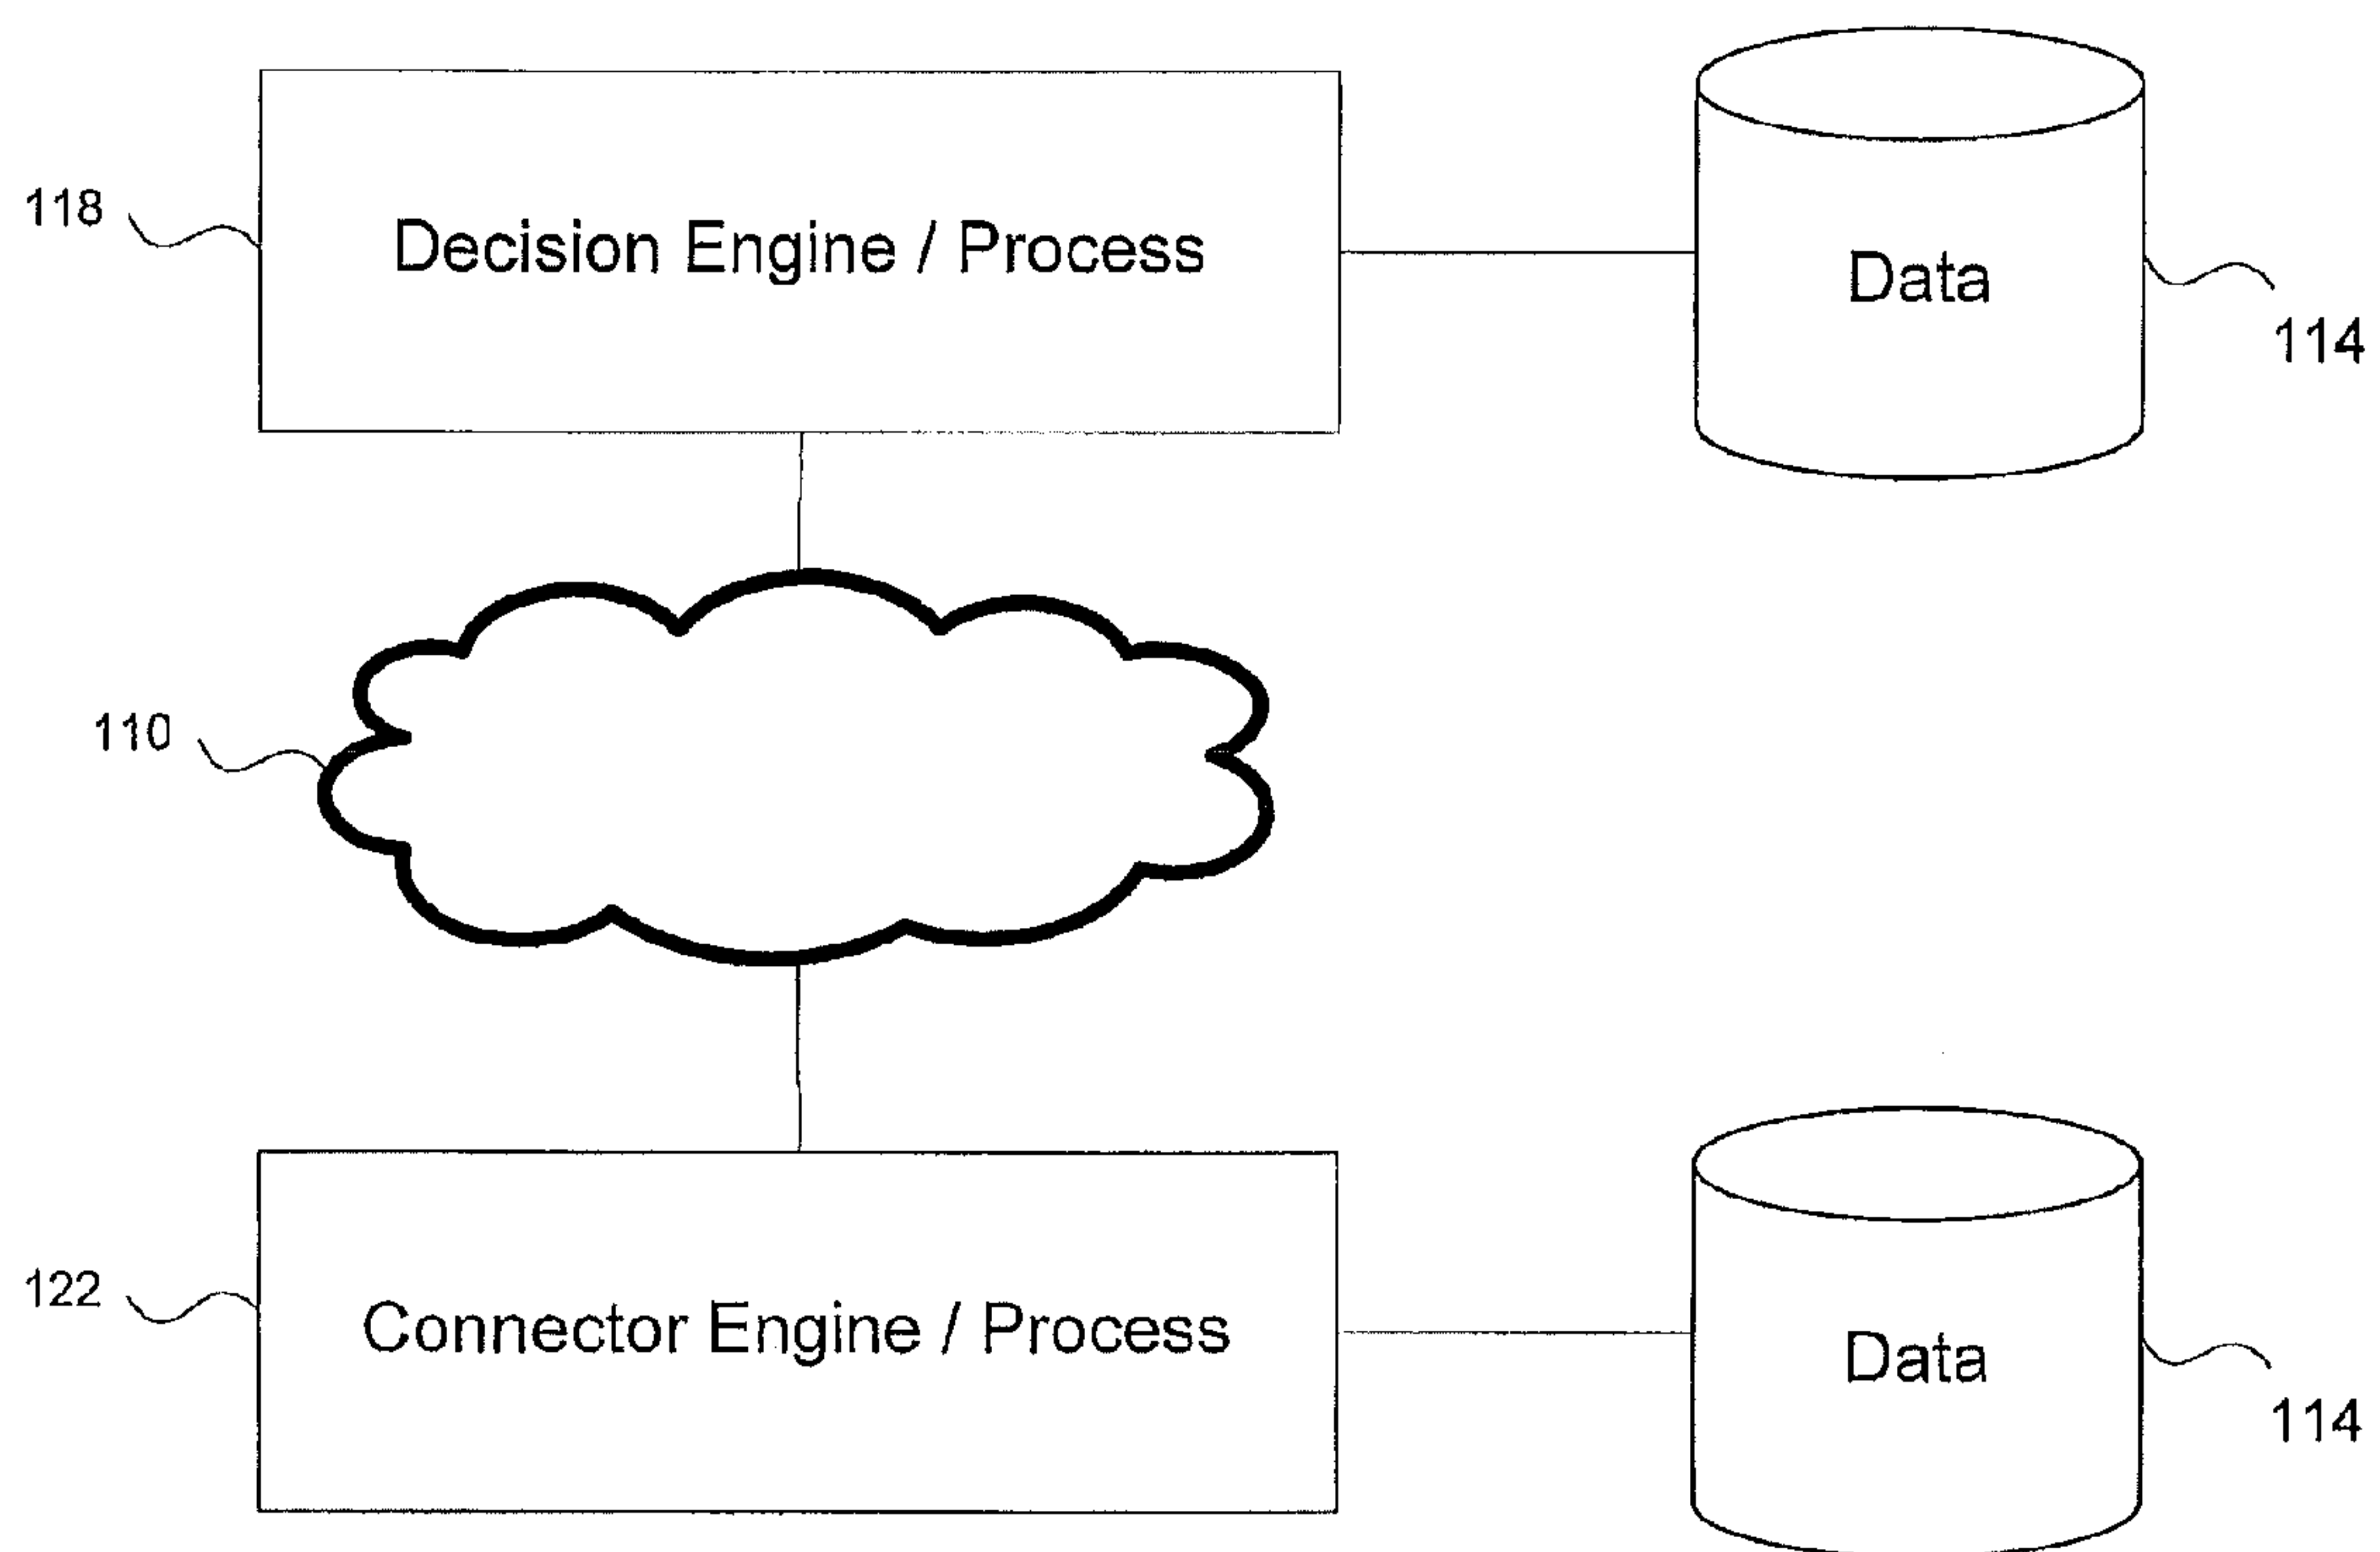 118
Decision Engine / Process
Data
114
110
122
Connector Engine / Process
Data
114